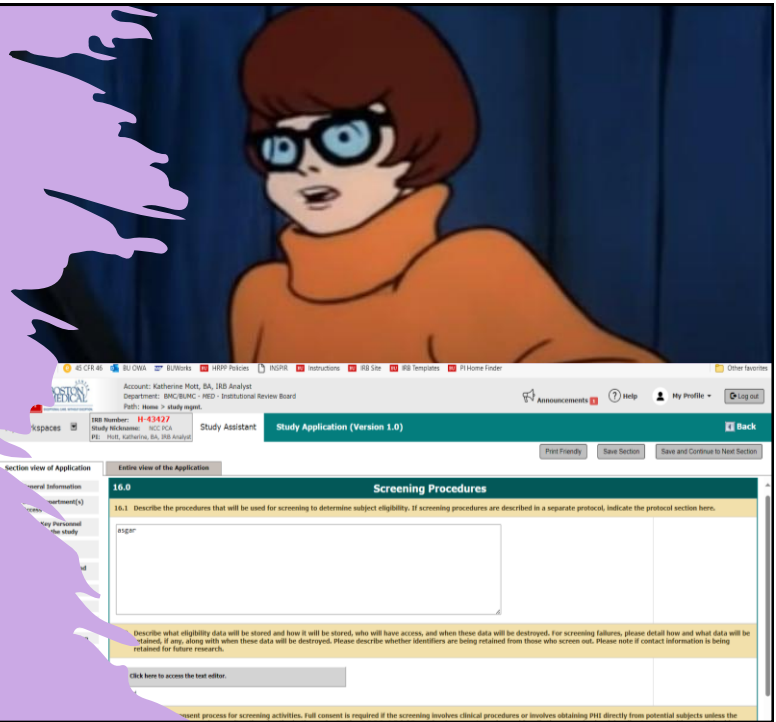 45 CFR 46 BU OWA BUWorks HRPP Policies INSPIR Instructions IRB Site IRB Templates PI Home Finder Other favorites
BOSTON
MEDICAL
Account: Katherine Mott, BA, IRB Analyst
Department: BMC/BUMC - MED - Institutional Review Board
Path: Home > study mgmt.
Announcements Help My Profile Log out
kspaces
IRB Number: H-43427
Study Nickname: NCC PCA
PI: Mott, Katherine, BA, IRB Analyst
Study Assistant Study Application (Version 1.0) Back
Print Friendly Save Section Save and Continue to Next Section
Section view of Application Entire view of the Application
eneral Information
partment(s)
ccess
Key Personnel
the study
16.0 Screening Procedures
16.1 Describe the procedures that will be used for screening to determine subject eligibility. If screening procedures are described in a separate protocol, indicate the protocol section here.
asgar
Describe what eligibility data will be stored and how it will be stored, who will have access, and when these data will be destroyed. For screening failures, please detail how and what data will be
retained, if any, along with when these data will be destroyed. Please describe whether identifiers are being retained from those who screen out. Please note if contact information is being
retained for future research.
Click here to access the text editor.
onsent process for screening activities. Full consent is required if the screening involves clinical procedures or involves obtaining PHI directly from potential subjects unless the